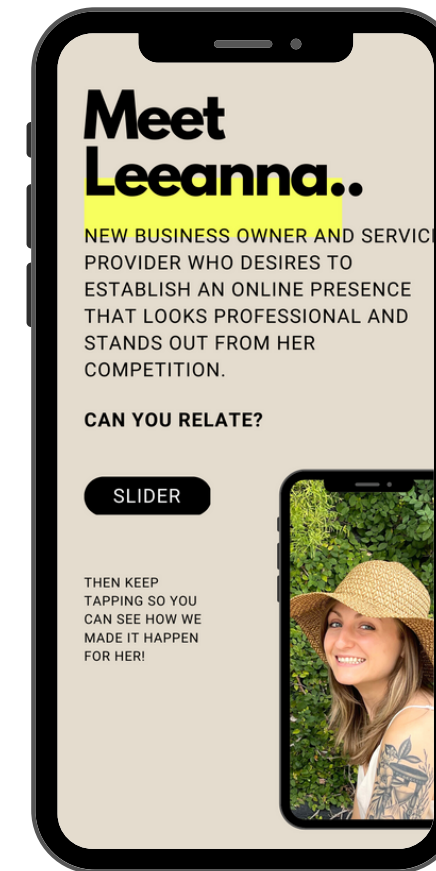 Meet
Leeanna..
NEW BUSINESS OWNER AND SERVIC
PROVIDER WHO DESIRES TO
ESTABLISH AN ONLINE PRESENCE
THAT LOOKS PROFESSIONAL AND
STANDS OUT FROM HER
COMPETITION.
CAN YOU RELATE?
SLIDER
THEN KEEP
TAPPING SO YOU
CAN SEE HOW WE
MADE IT HAPPEN
FOR HER!